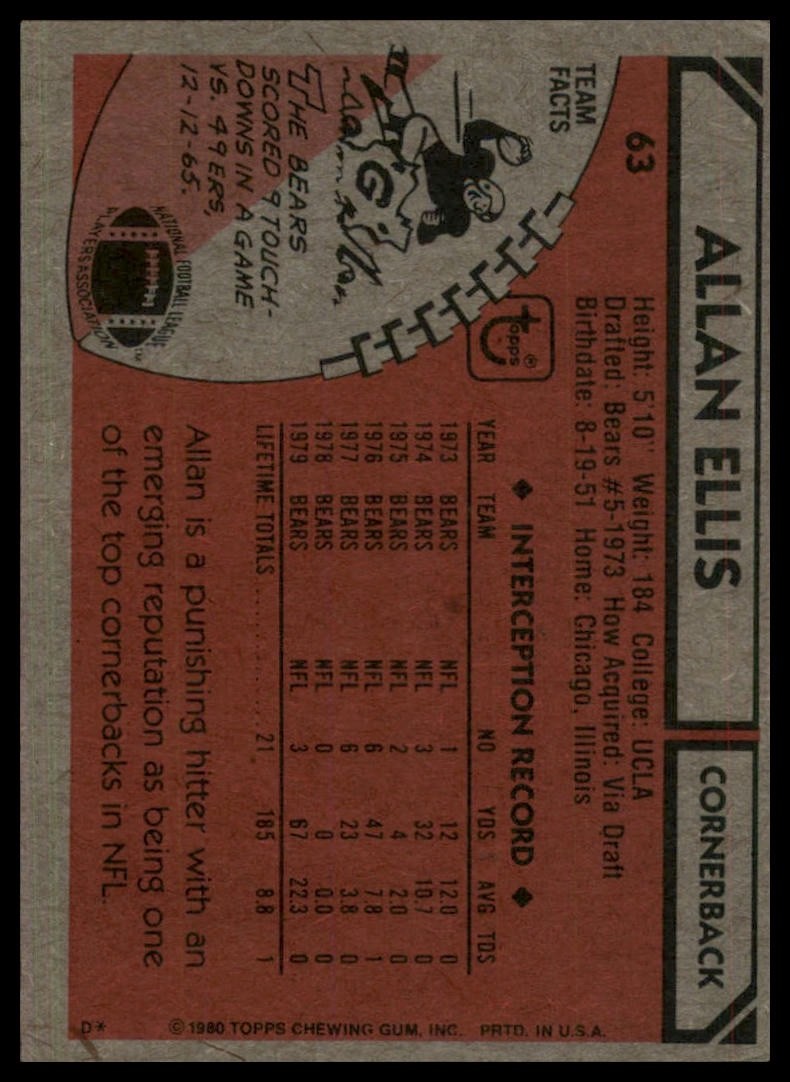 63
ALLAN ELLIS
CORNERBACK
Height: 5'10" Weight: 184 College: UCLA
Drafted: Bears #5-1973 How Acquired: Via Draft
Birthdate: 8-19-51 Home: Chicago, Illinois
TEAM
FACTS
THE BEARS
SCORED 9 TOUCH-
DOWNS IN A GAME
VS. 49ERS,
12-12-65.
G
NATIONAL FOOTBALL LEAGUE
PLAYERS ASSOCIATION
TM
topps®
◆ INTERCEPTION RECORD ◆
YEAR TEAM NO YDS AVG TDS
1973 BEARS NFL 1 12 12.0 0
1974 BEARS NFL 3 32 10.7 0
1975 BEARS NFL 2 4 2.0 0
1976 BEARS NFL 6 47 7.8 1
1977 BEARS NFL 6 23 3.8 0
1978 BEARS NFL 0 0 0.0 0
1979 BEARS NFL 3 67 22.3 0
LIFETIME TOTALS 21 185 8.8 1
Allan is a punishing hitter with an
emerging reputation as being one
of the top cornerbacks in NFL.
D* ©1980 TOPPS CHEWING GUM, INC. PRTD. IN U.S.A.